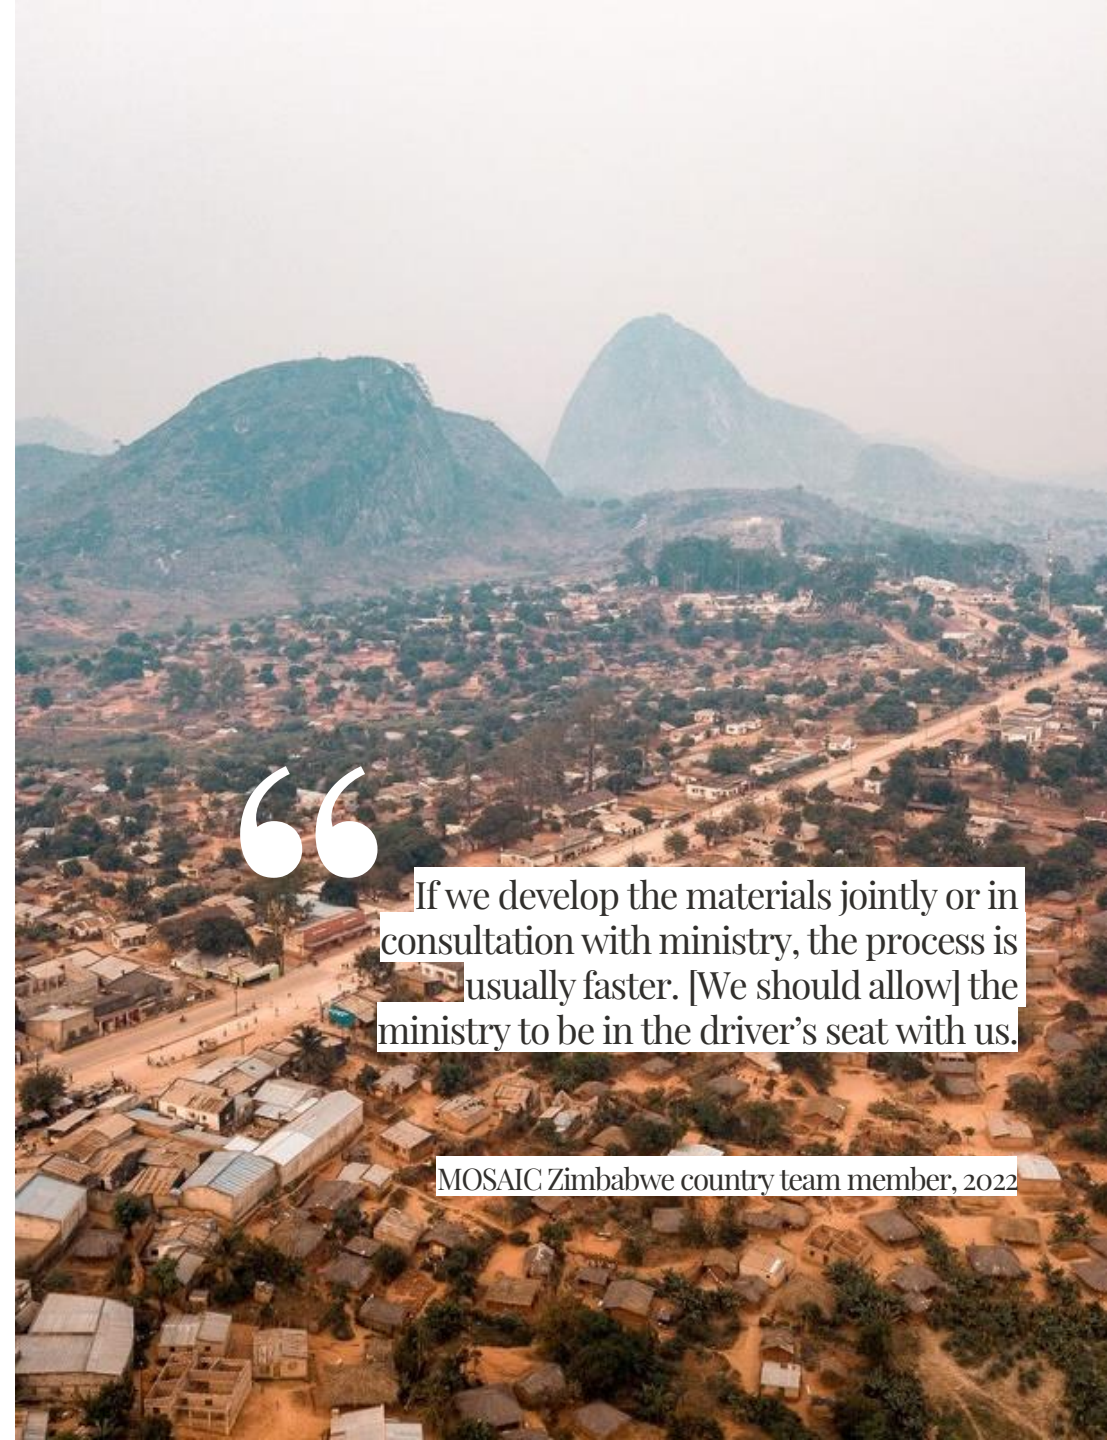 “
If we develop the materials jointly or in
consultation with ministry, the process is
usually faster. [We should allow] the
ministry to be in the driver’s seat with us.
MOSAIC Zimbabwe country team member, 2022